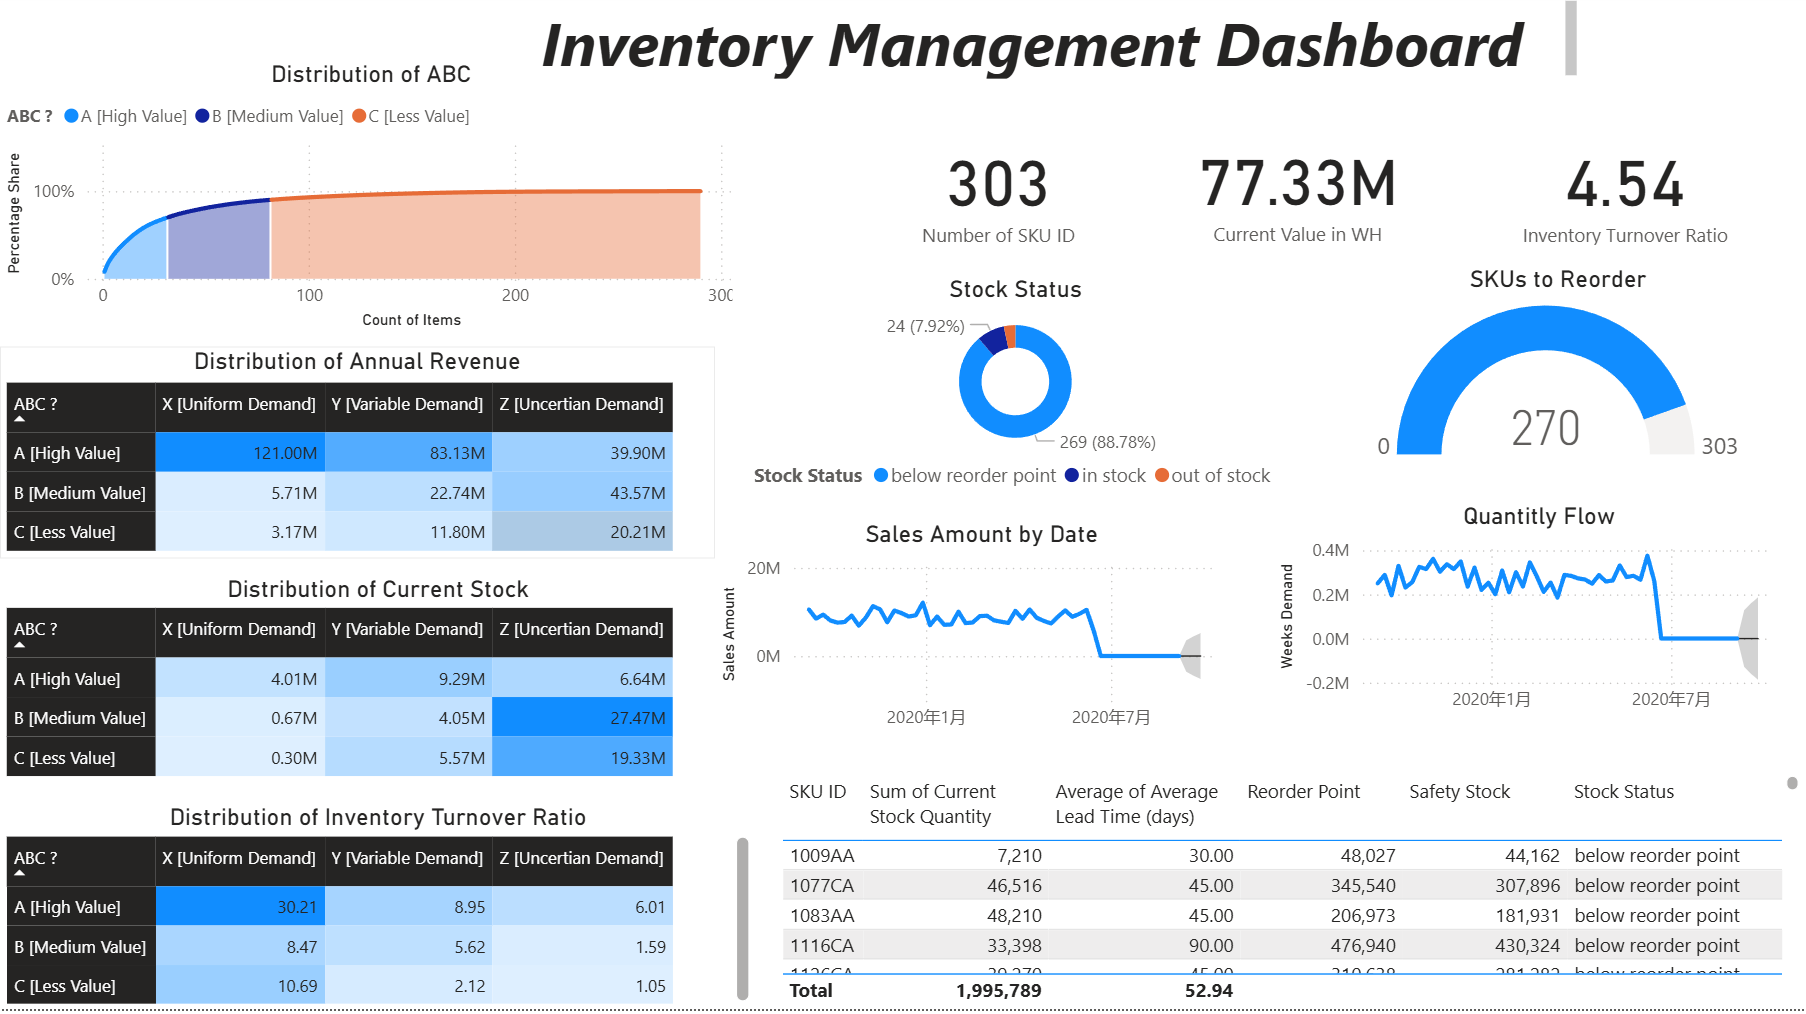 Inventory Management Dashboard
Distribution of ABC
ABC ? A [High Value] B [Medium Value] C [Less Value]
Percentage Share
100%
0%
0 100 200 300
Count of Items
303
Number of SKU ID
77.33M
Current Value in WH
4.54
Inventory Turnover Ratio
Stock Status
24 (7.92%)
269 (88.78%)
Stock Status below reorder point in stock out of stock
SKUs to Reorder
270
0 303
Distribution of Annual Revenue
ABC ? X [Uniform Demand] Y [Variable Demand] Z [Uncertian Demand]
A [High Value] 121.00M 83.13M 39.90M
B [Medium Value] 5.71M 22.74M 43.57M
C [Less Value] 3.17M 11.80M 20.21M
Sales Amount by Date
Sales Amount
20M
0M
2020年1月 2020年7月
Quantitly Flow
Weeks Demand
0.4M
0.2M
0.0M
-0.2M
2020年1月 2020年7月
Distribution of Current Stock
ABC ? X [Uniform Demand] Y [Variable Demand] Z [Uncertian Demand]
A [High Value] 4.01M 9.29M 6.64M
B [Medium Value] 0.67M 4.05M 27.47M
C [Less Value] 0.30M 5.57M 19.33M
Distribution of Inventory Turnover Ratio
ABC ? X [Uniform Demand] Y [Variable Demand] Z [Uncertian Demand]
A [High Value] 30.21 8.95 6.01
B [Medium Value] 8.47 5.62 1.59
C [Less Value] 10.69 2.12 1.05
SKU ID Sum of Current Average of Average Reorder Point Safety Stock Stock Status
Stock Quantity Lead Time (days)
1009AA 7,210 30.00 48,027 44,162 below reorder point
1077CA 46,516 45.00 345,540 307,896 below reorder point
1083AA 48,210 45.00 206,973 181,931 below reorder point
1116CA 33,398 90.00 476,940 430,324 below reorder point
Total 1,995,789 52.94